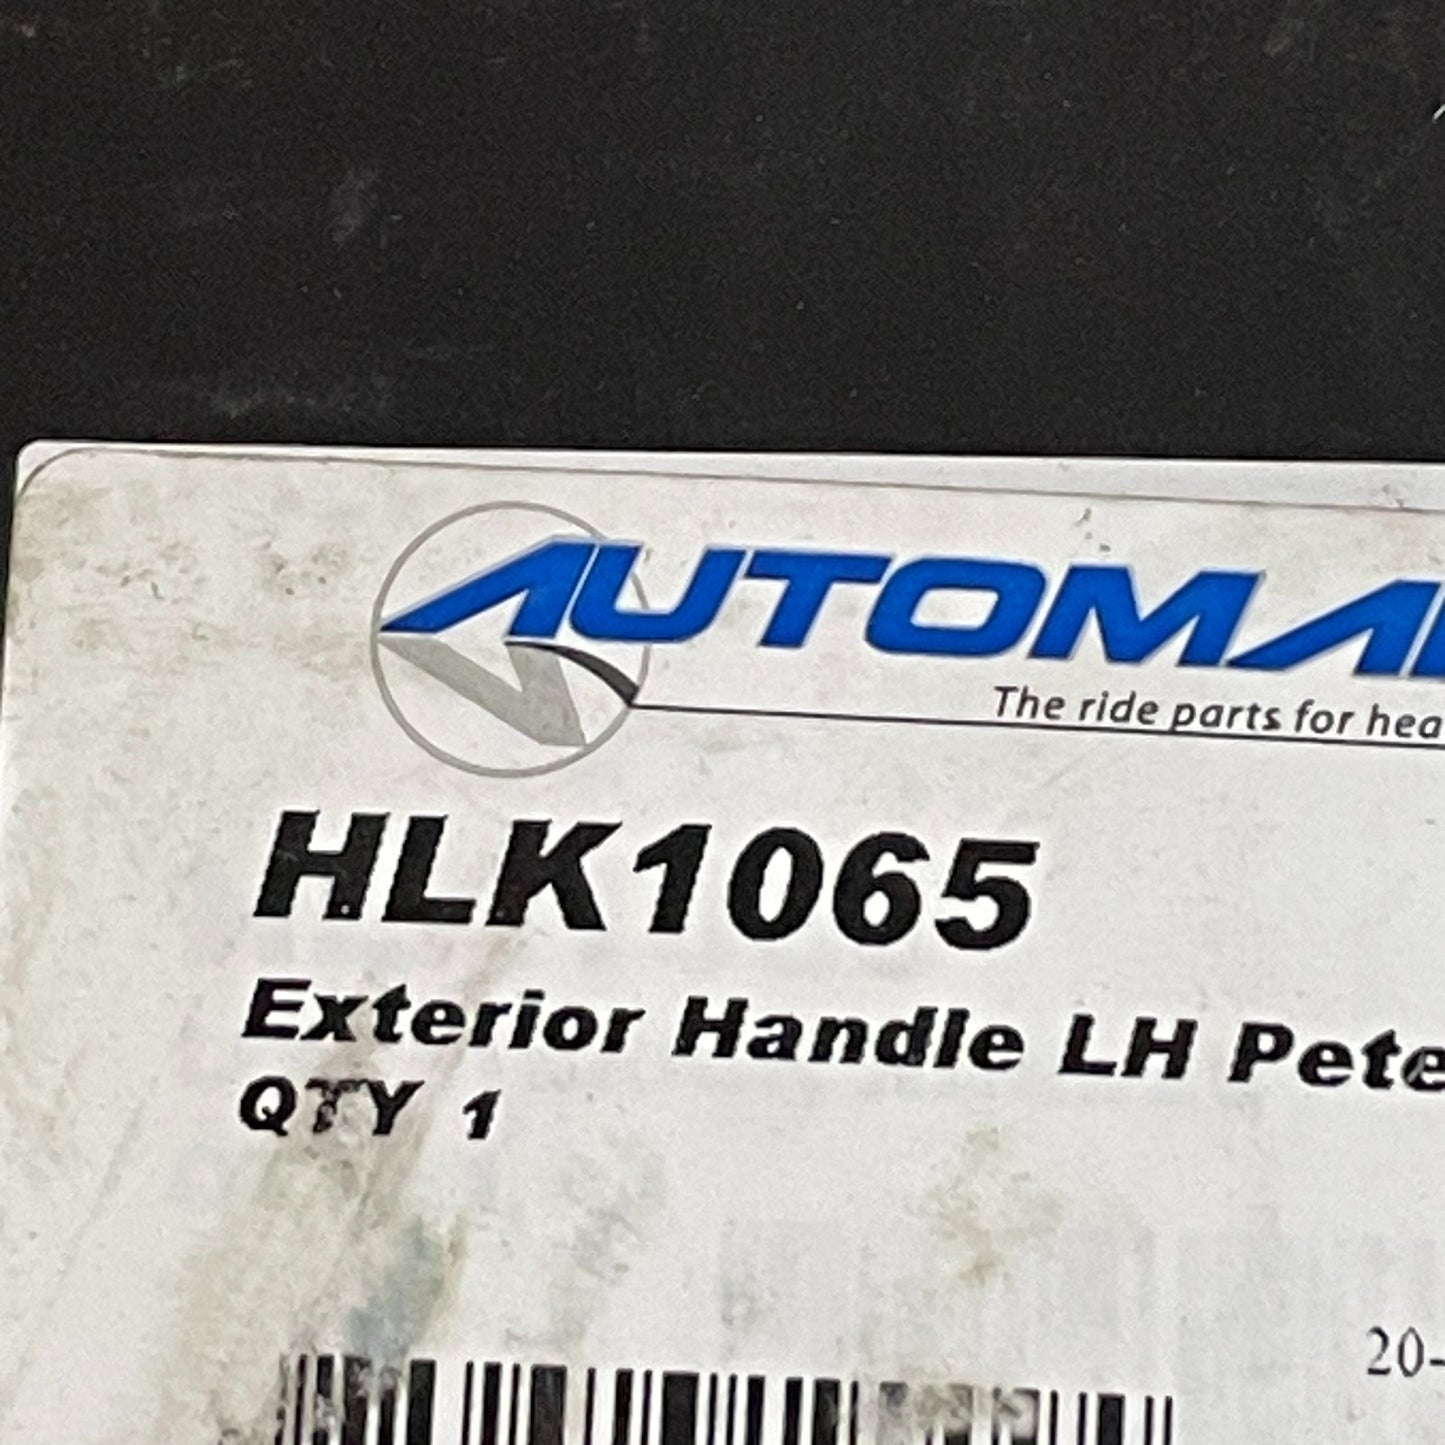 AUTOMA
The ride parts for hea
HLK1065
Exterior Handle LH Pete
QTY 1
20-